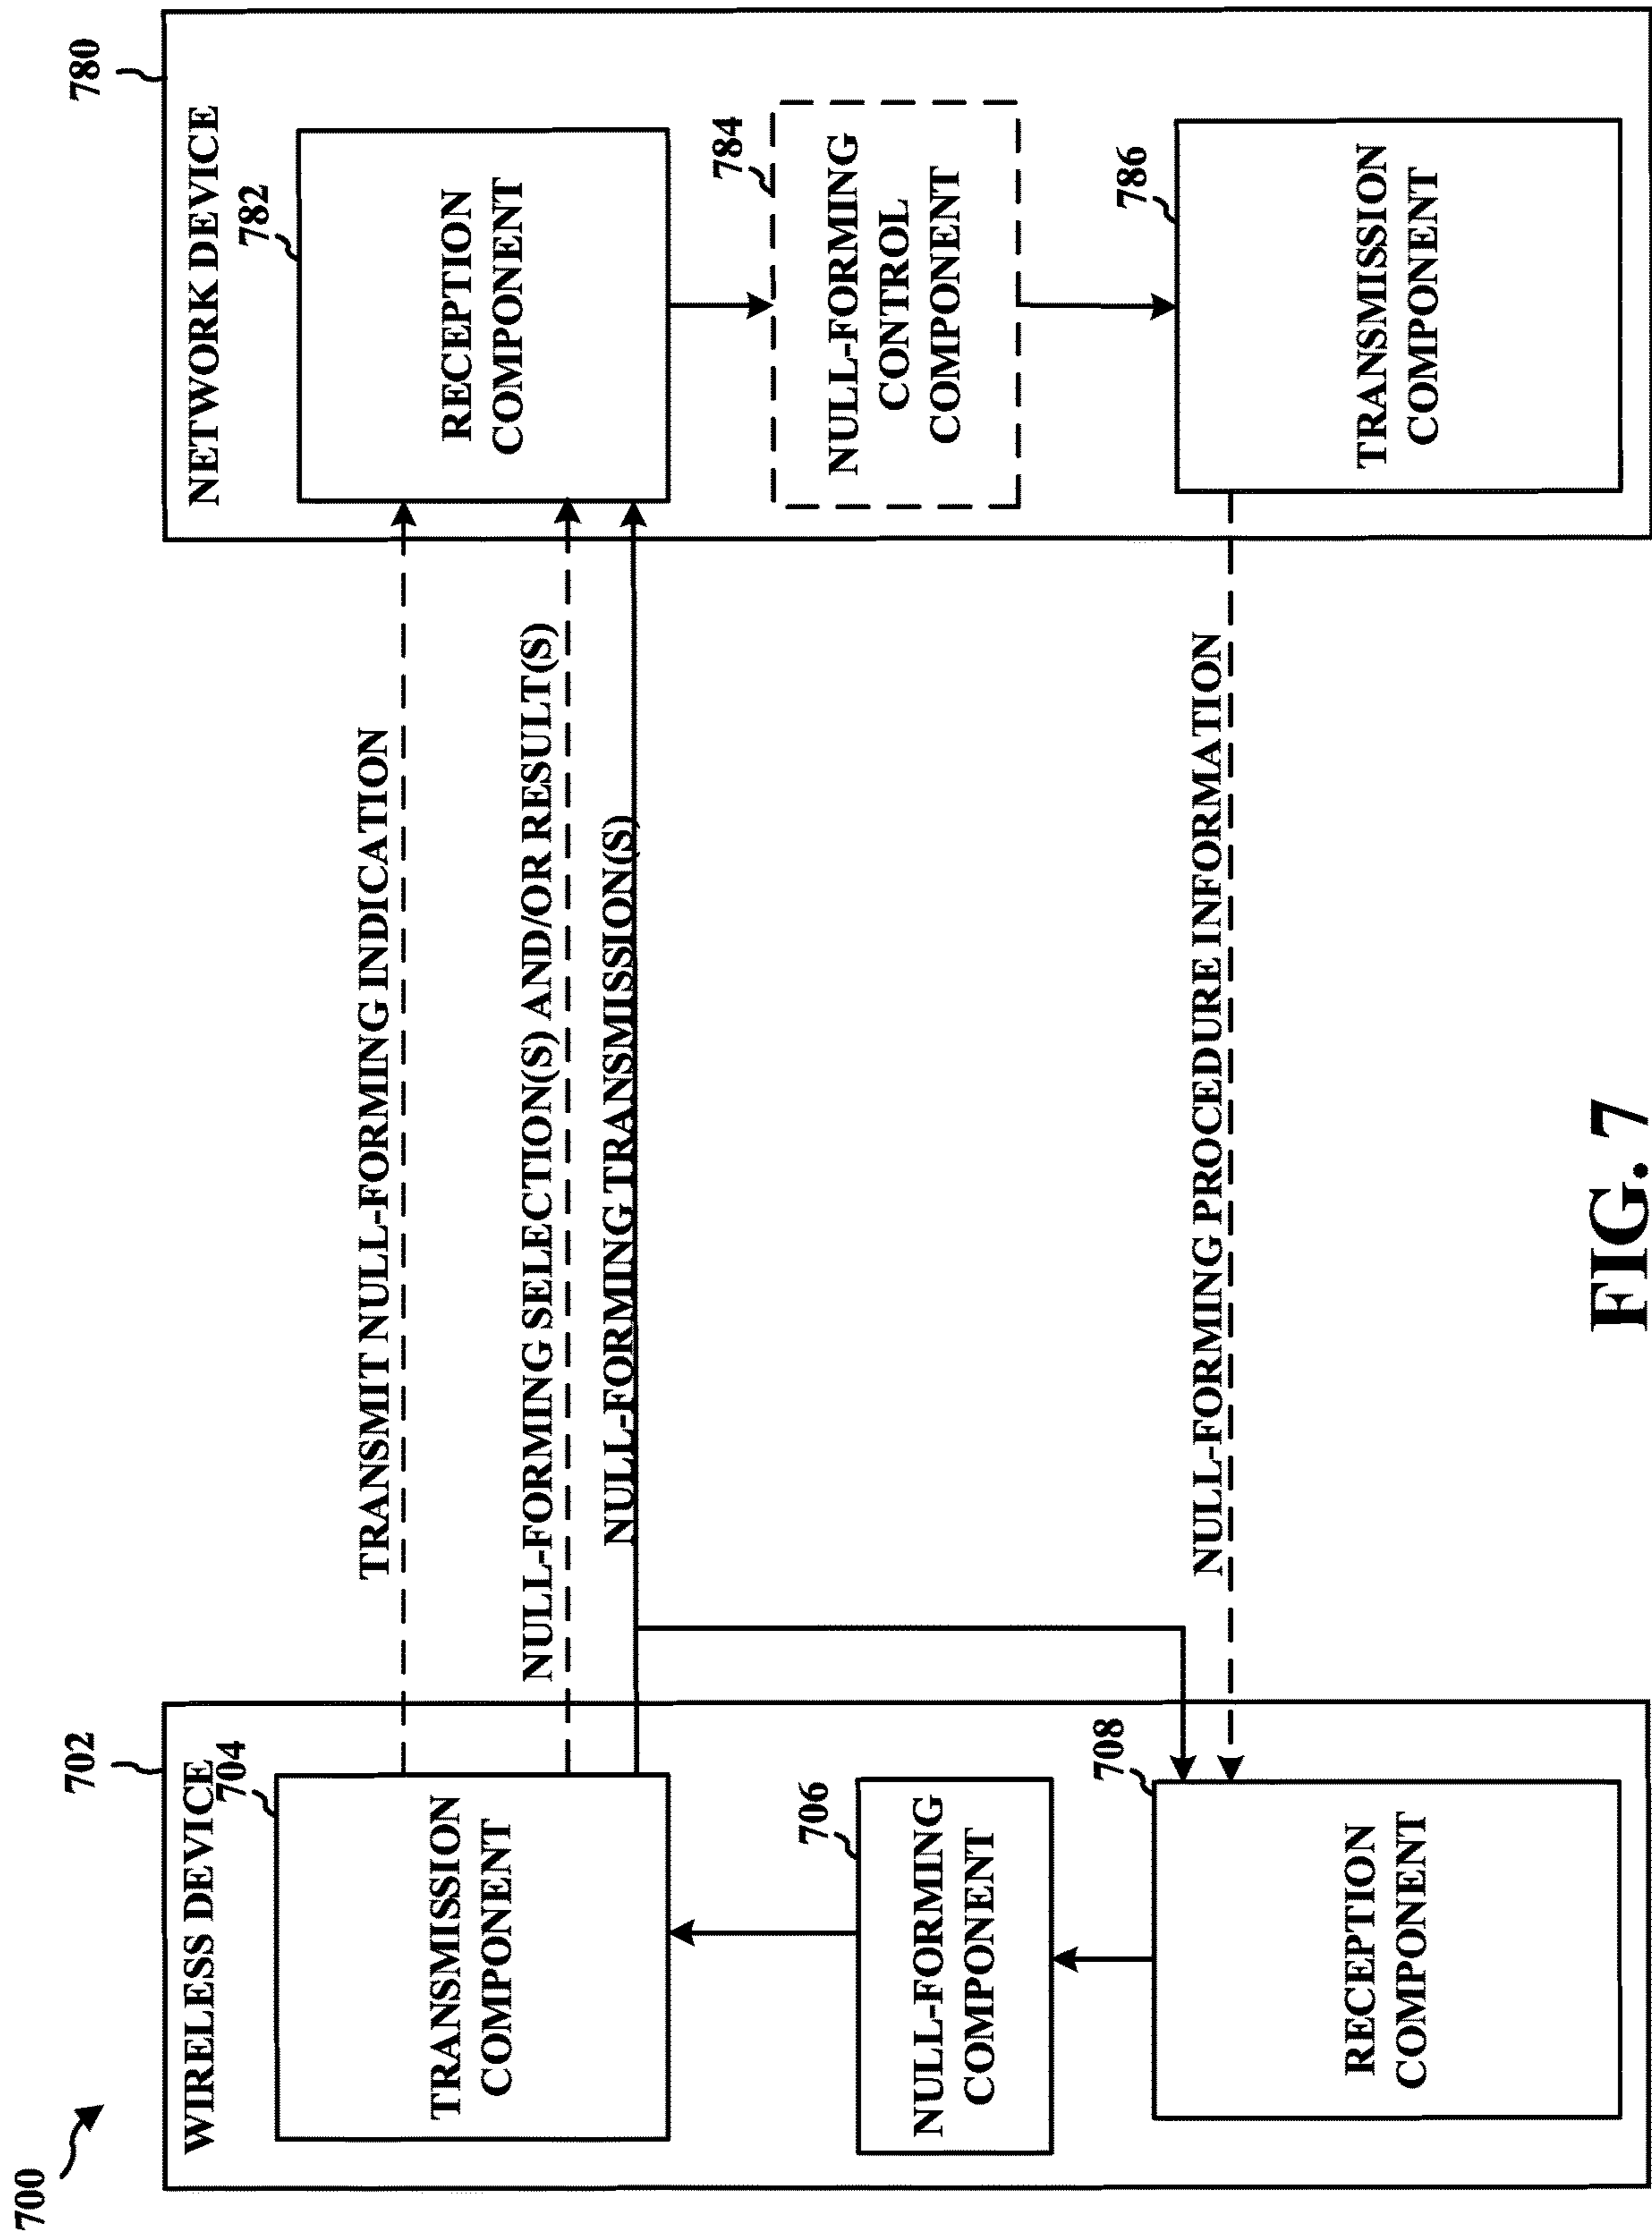 700
WIRELESS DEVICE
702
704
TRANSMISSION
COMPONENT
706
NULL-FORMING
COMPONENT
708
RECEPTION
COMPONENT
TRANSMIT NULL-FORMING INDICATION
NULL-FORMING SELECTION(S) AND/OR RESULT(S)
NULL-FORMING TRANSMISSION(S)
NULL-FORMING PROCEDURE INFORMATION
NETWORK DEVICE
780
782
RECEPTION
COMPONENT
784
NULL-FORMING
CONTROL
COMPONENT
786
TRANSMISSION
COMPONENT
FIG. 7